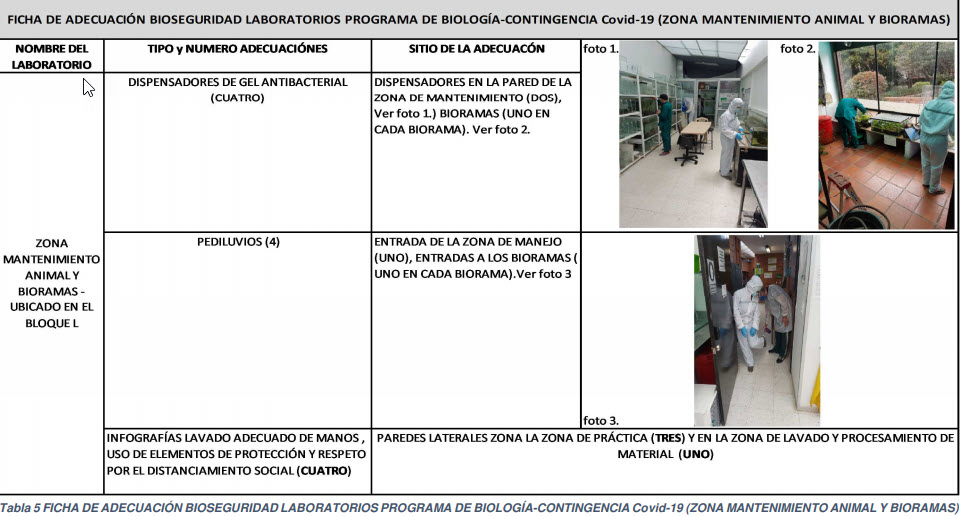 FICHA DE ADECUACIÓN BIOSEGURIDAD LABORATORIOS PROGRAMA DE BIOLOGÍA-CONTINGENCIA Covid-19 (ZONA MANTENIMIENTO ANIMAL Y BIORAMAS)
NOMBRE DEL
LABORATORIO
TIPO y NUMERO ADECUACIÓNES
SITIO DE LA ADECUACÓN
foto 1.
foto 2.
DISPENSADORES DE GEL ANTIBACTERIAL
(CUATRO)
DISPENSADORES EN LA PARED DE LA
ZONA DE MANTENIMIENTO (DOS),
Ver foto 1.) BIORAMAS (UNO EN
CADA BIORAMA). Ver foto 2.
ZONA
MANTENIMIENTO
ANIMAL Y
BIORAMAS -
UBICADO EN EL
BLOQUE L
PEDILUVIOS (4)
ENTRADA DE LA ZONA DE MANEJO
(UNO), ENTRADAS A LOS BIORAMAS (
UNO EN CADA BIORAMA).Ver foto 3
foto 3.
INFOGRAFÍAS LAVADO ADECUADO DE MANOS ,
USO DE ELEMENTOS DE PROTECCIÓN Y RESPETO
POR EL DISTANCIAMIENTO SOCIAL (CUATRO)
PAREDES LATERALES ZONA LA ZONA DE PRÁCTICA (TRES) Y EN LA ZONA DE LAVADO Y PROCESAMIENTO DE
MATERIAL (UNO)
Tabla 5 FICHA DE ADECUACIÓN BIOSEGURIDAD LABORATORIOS PROGRAMA DE BIOLOGÍA-CONTINGENCIA Covid-19 (ZONA MANTENIMIENTO ANIMAL Y BIORAMAS)